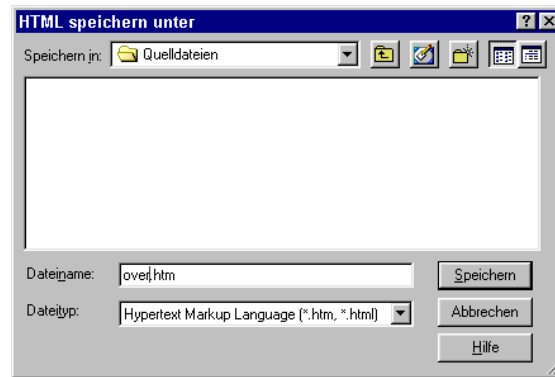 HTML speichern unter
Speichern in: Quelldateien
Dateiname: over.htm Speichern
Dateityp: Hypertext Markup Language (*.htm, *.html) Abbrechen
Hilfe